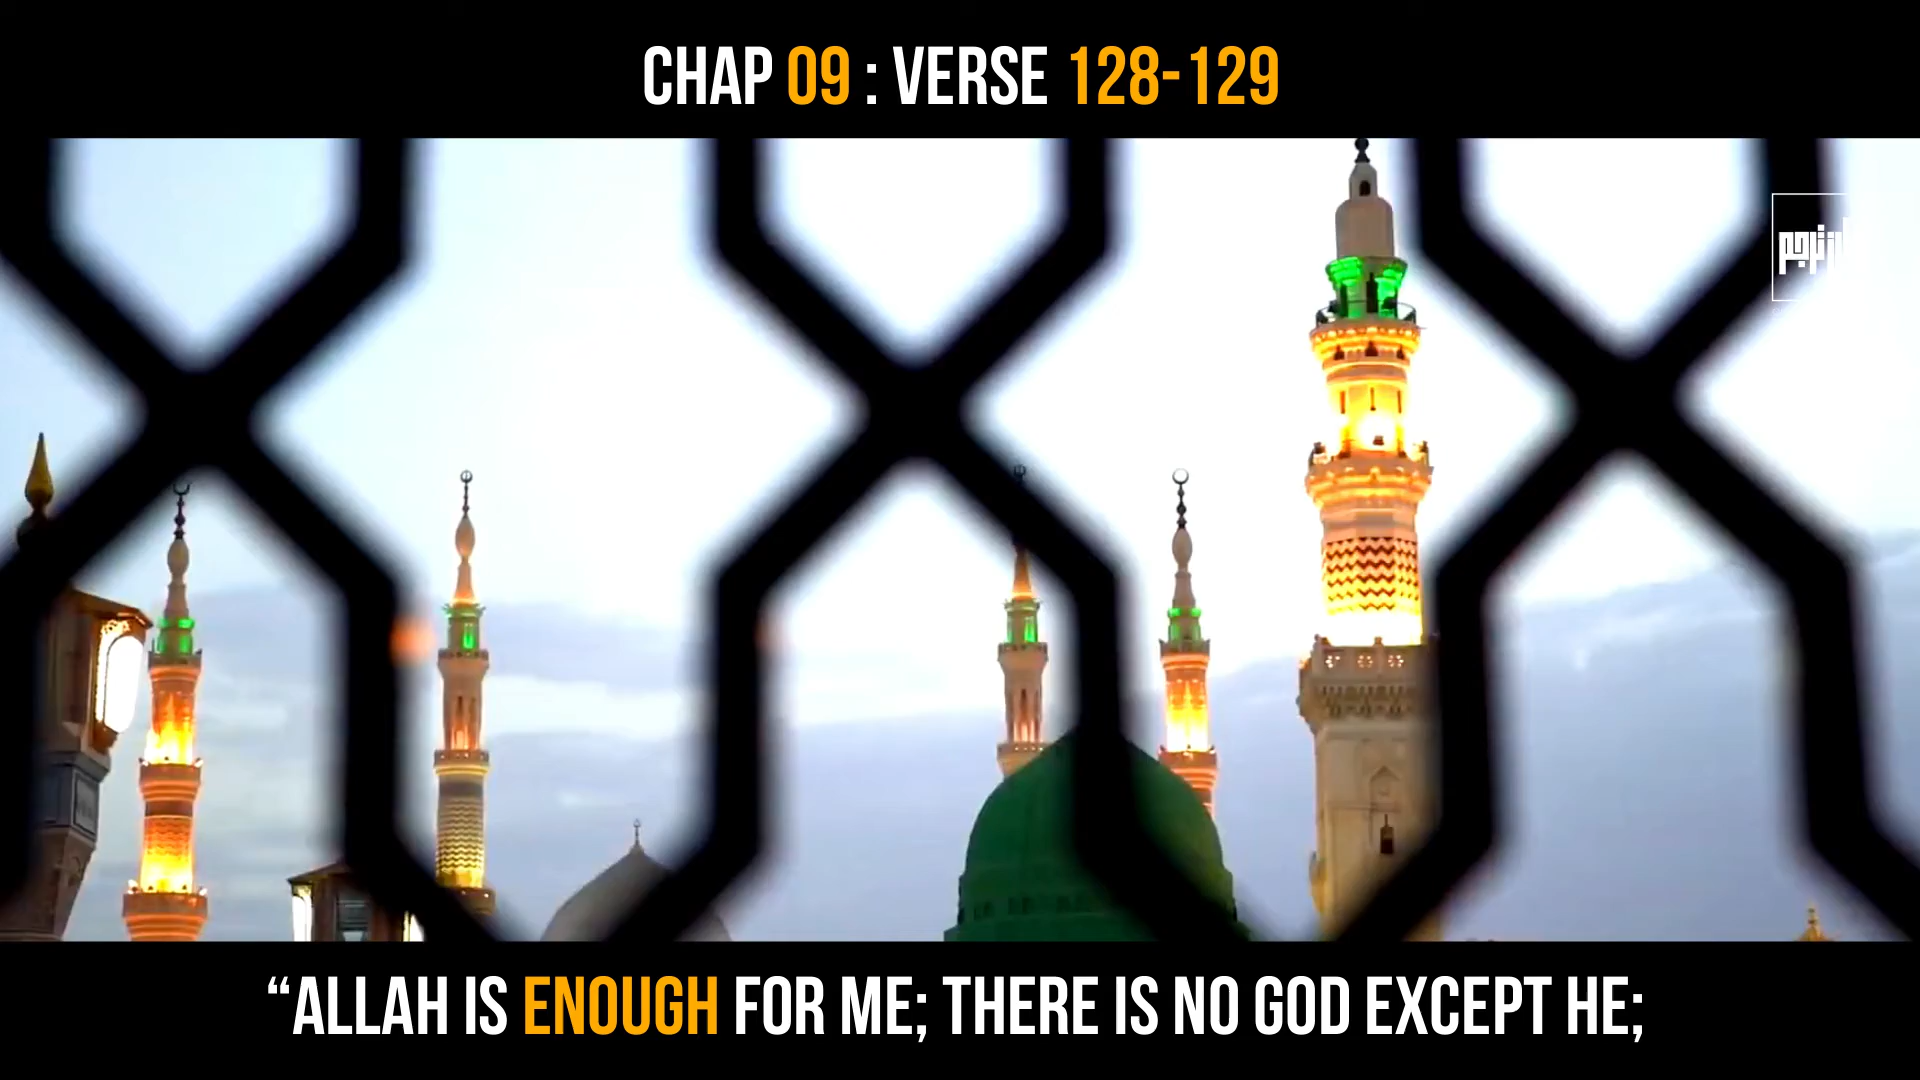 CHAP 09 : VERSE 128-129
“ALLAH IS ENOUGH FOR ME; THERE IS NO GOD EXCEPT HE;